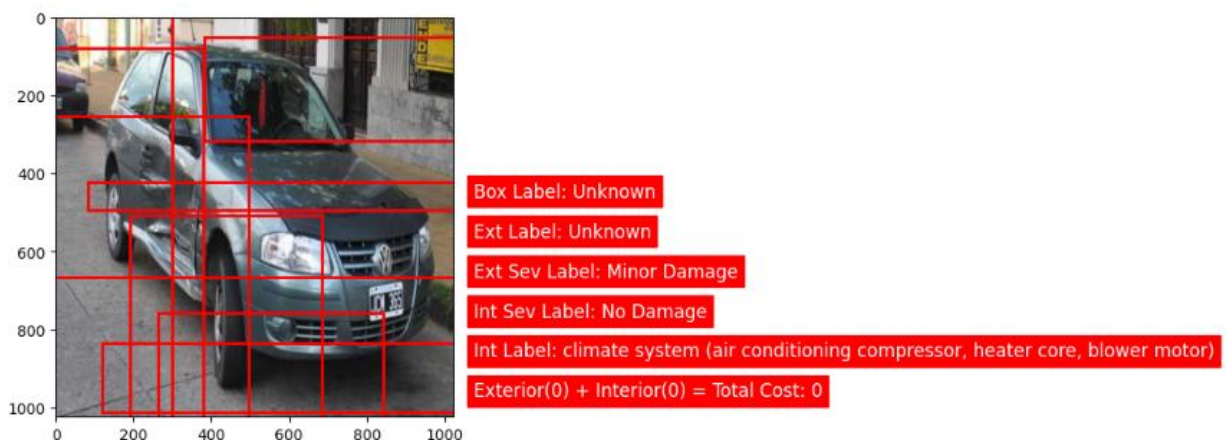 0
200
400
600
800
1000
0 200 400 600 800 1000
Box Label: Unknown
Ext Label: Unknown
Ext Sev Label: Minor Damage
Int Sev Label: No Damage
Int Label: climate system (air conditioning compressor, heater core, blower motor)
Exterior(0) + Interior(0) = Total Cost: 0